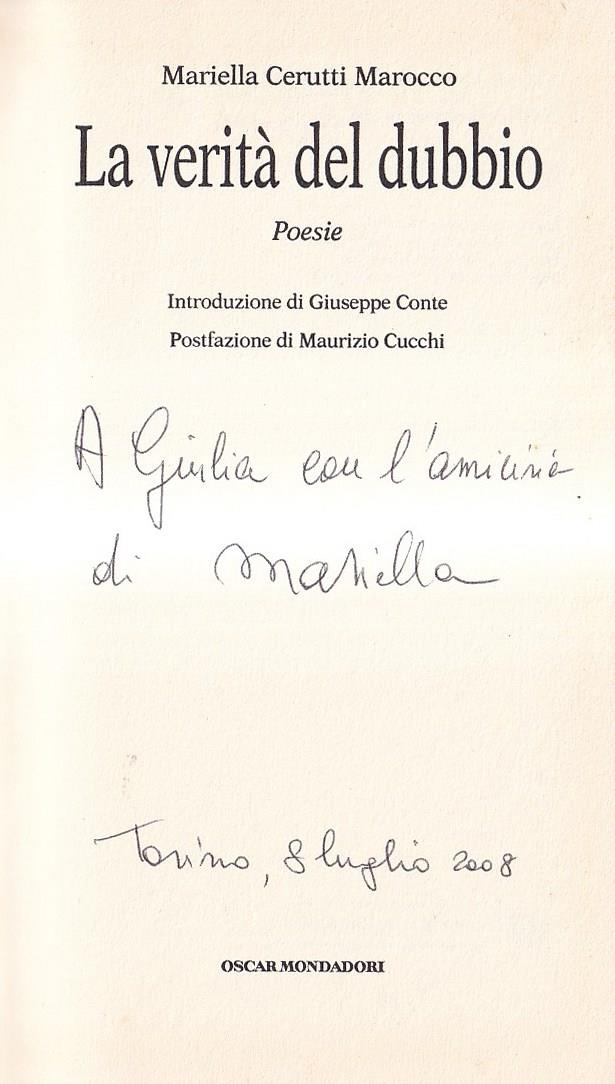 Mariella Cerutti Marocco
La verità del dubbio
Poesie
Introduzione di Giuseppe Conte
Postfazione di Maurizio Cucchi
A Giulia con l'amicizia
di Mariella
Torino, 8 luglio 2008
OSCAR MONDADORI